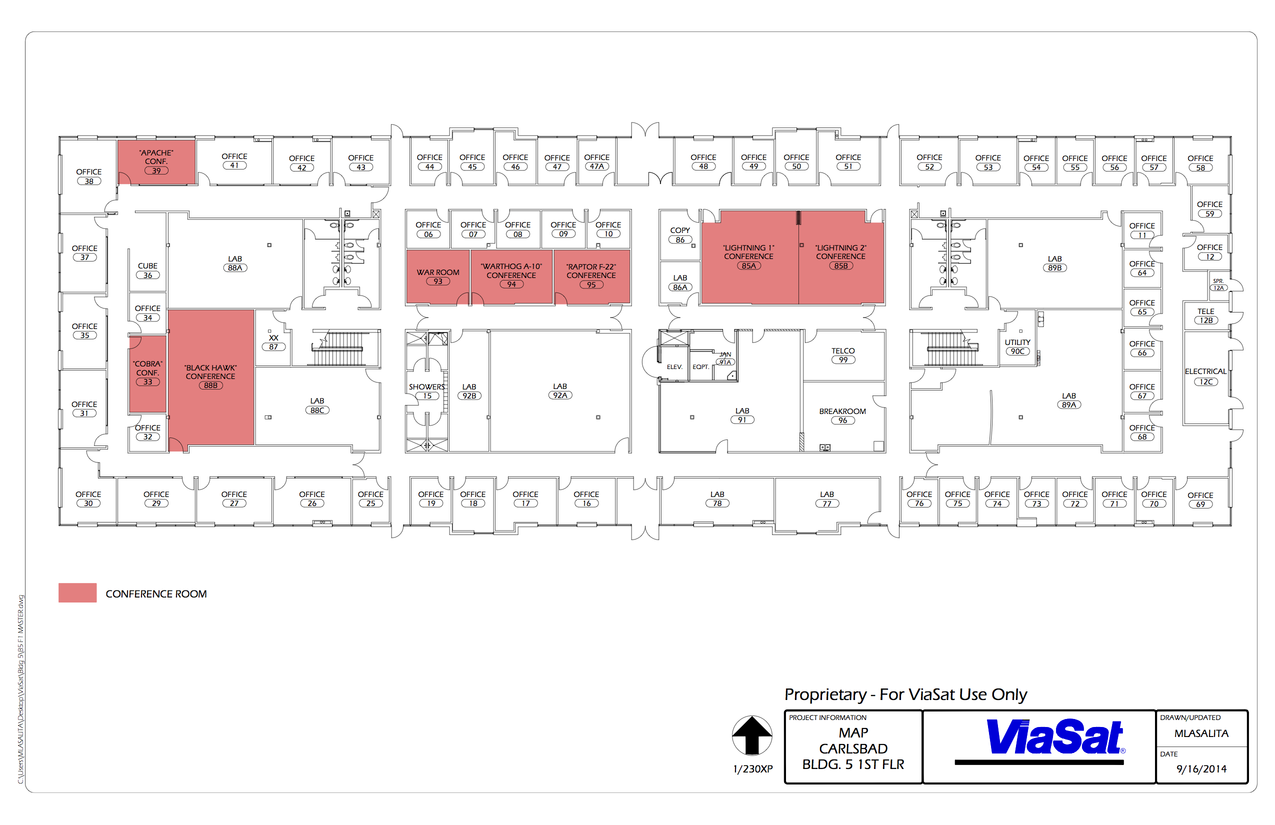 "APACHE"
CONF.
39
OFFICE
38
OFFICE
41
OFFICE
42
OFFICE
43
OFFICE
44
OFFICE
45
OFFICE
46
OFFICE
47
OFFICE
47A
OFFICE
48
OFFICE
49
OFFICE
50
OFFICE
51
OFFICE
52
OFFICE
53
OFFICE
54
OFFICE
55
OFFICE
56
OFFICE
57
OFFICE
58
OFFICE
59
OFFICE
37
CUBE
36
LAB
88A
OFFICE
06
OFFICE
07
OFFICE
08
OFFICE
09
OFFICE
10
COPY
86
"LIGHTNING 1"
CONFERENCE
85A
"LIGHTNING 2"
CONFERENCE
85B
LAB
89B
OFFICE
11
OFFICE
12
WAR ROOM
93
"WARTHOG A-10"
CONFERENCE
94
"RAPTOR F-22"
CONFERENCE
95
LAB
86A
OFFICE
64
SPR.
12A
OFFICE
34
OFFICE
35
OFFICE
65
TELE
12B
XX
87
UTILITY
90C
OFFICE
66
"COBRA"
CONF.
33
"BLACK HAWK"
CONFERENCE
88B
ELEV.
EQPT.
JAN
91A
TELCO
99
ELECTRICAL
12C
SHOWERS
15
LAB
92B
LAB
92A
OFFICE
67
OFFICE
31
LAB
88C
LAB
91
BREAKROOM
96
LAB
89A
OFFICE
32
OFFICE
68
OFFICE
30
OFFICE
29
OFFICE
27
OFFICE
26
OFFICE
25
OFFICE
19
OFFICE
18
OFFICE
17
OFFICE
16
LAB
78
LAB
77
OFFICE
76
OFFICE
75
OFFICE
74
OFFICE
73
OFFICE
72
OFFICE
71
OFFICE
70
OFFICE
69
CONFERENCE ROOM
C:\Users\MLASALITA\Desktop\ViaSat\Bldg 5\B5 F1 MASTER.dwg
Proprietary - For ViaSat Use Only
1/230XP
PROJECT INFORMATION
MAP
CARLSBAD
BLDG. 5 1ST FLR
ViaSat®
DRAWN/UPDATED
MLASALITA
DATE
9/16/2014